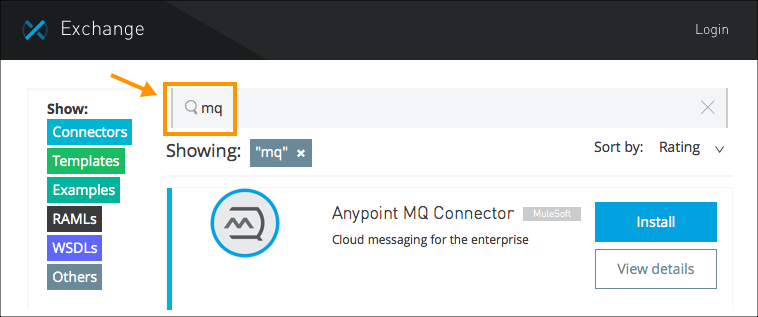 Exchange
Login
Show:
Connectors
Templates
Examples
RAMLs
WSDLs
Others
mq
Showing: "mq" ×
Sort by: Rating
Anypoint MQ Connector MuleSoft
Cloud messaging for the enterprise
Install
View details